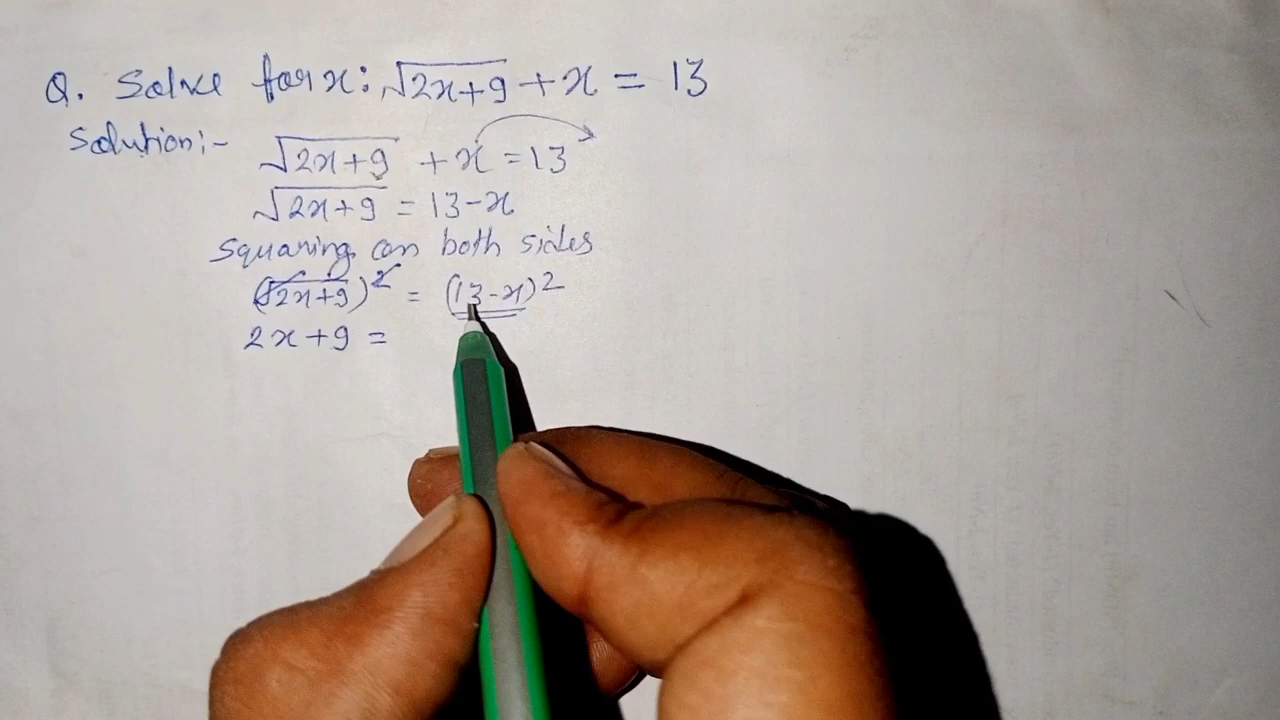 Q. Solve for x: √2x+9 + x = 13
Solution:-
√2x+9 + x = 13
√2x+9 = 13-x
Squaring on both sides
(√2x+9)² = (13-x)²
2x+9 =